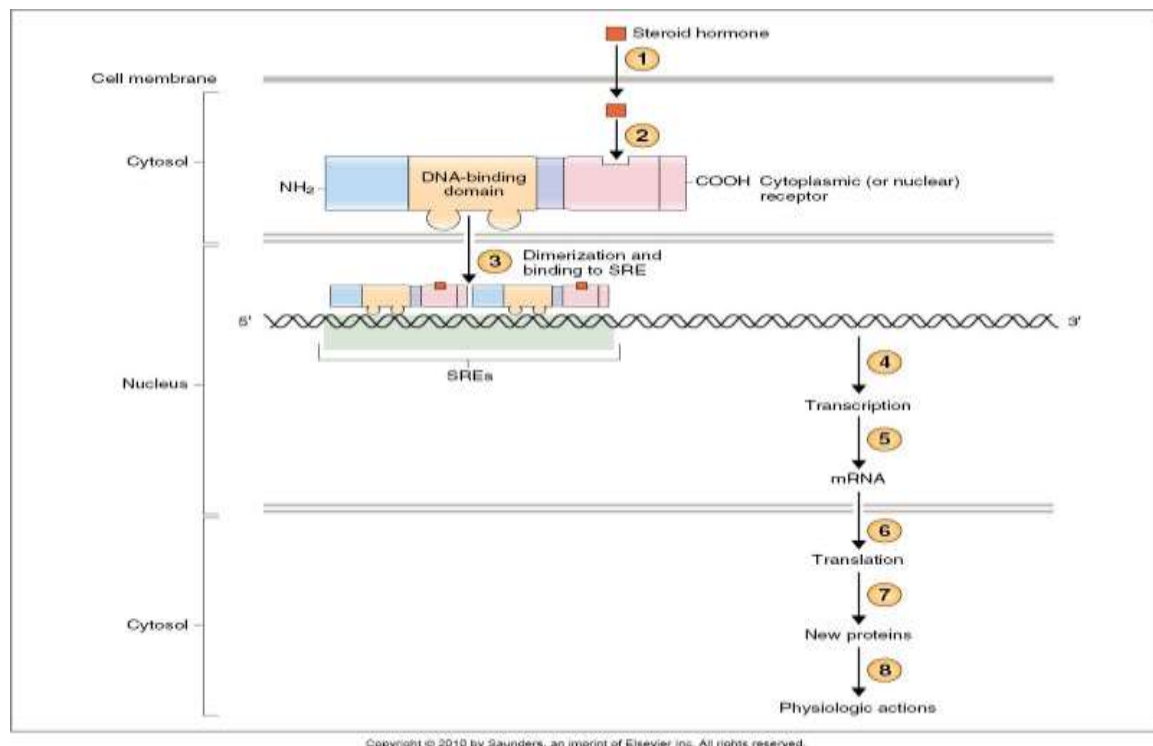 Steroid hormone
1
Cell membrane
2
Cytosol
NH₂
DNA-binding
domain
COOH Cytoplasmic (or nuclear)
receptor
3
Dimerization and
binding to SRE
5'
3'
SREs
Nucleus
4
Transcription
5
mRNA
6
Translation
7
Cytosol
New proteins
8
Physiologic actions
Copyright © 2010 by Saunders, an imprint of Elsevier Inc. All rights reserved.